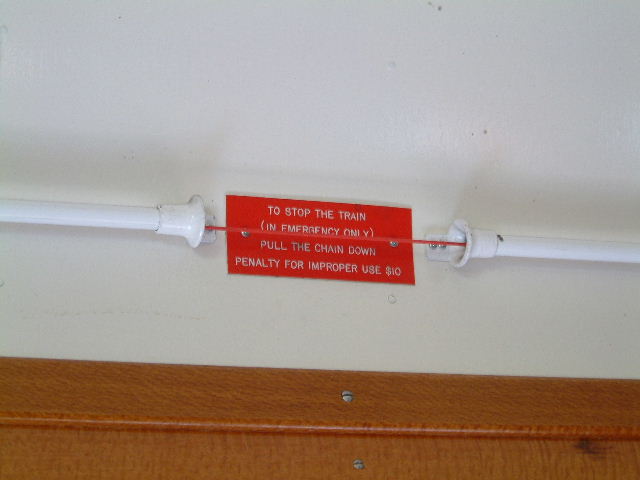 TO STOP THE TRAIN
(IN EMERGENCY ONLY)
PULL THE CHAIN DOWN
PENALTY FOR IMPROPER USE $10